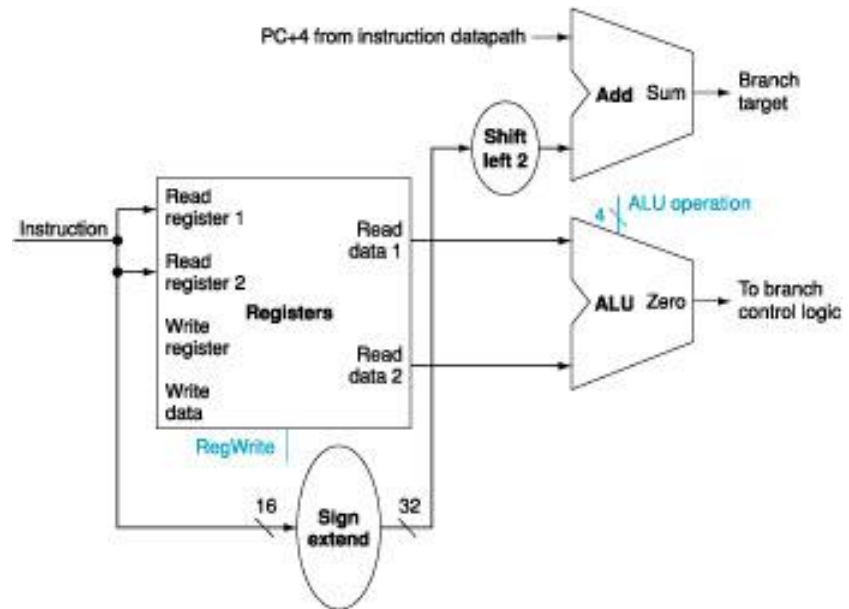 PC+4 from instruction datapath
Add Sum
Branch
target
Shift
left 2
ALU operation
4
Instruction
Read
register 1
Read
data 1
Read
register 2
Registers
ALU Zero
To branch
control logic
Write
register
Read
data 2
Write
data
RegWrite
16
Sign
extend
32